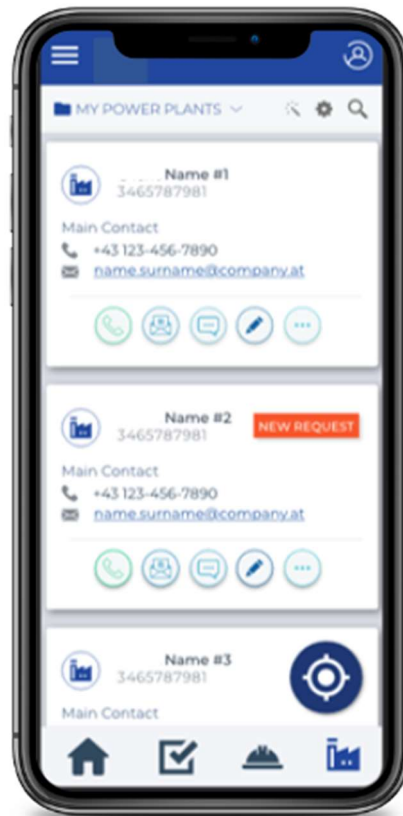 MY POWER PLANTS
Name #1
3465787981
Main Contact
+43 123-456-7890
name.surname@company.at
Name #2
NEW REQUEST
3465787981
Main Contact
+43 123-456-7890
name.surname@company.at
Name #3
3465787981
Main Contact